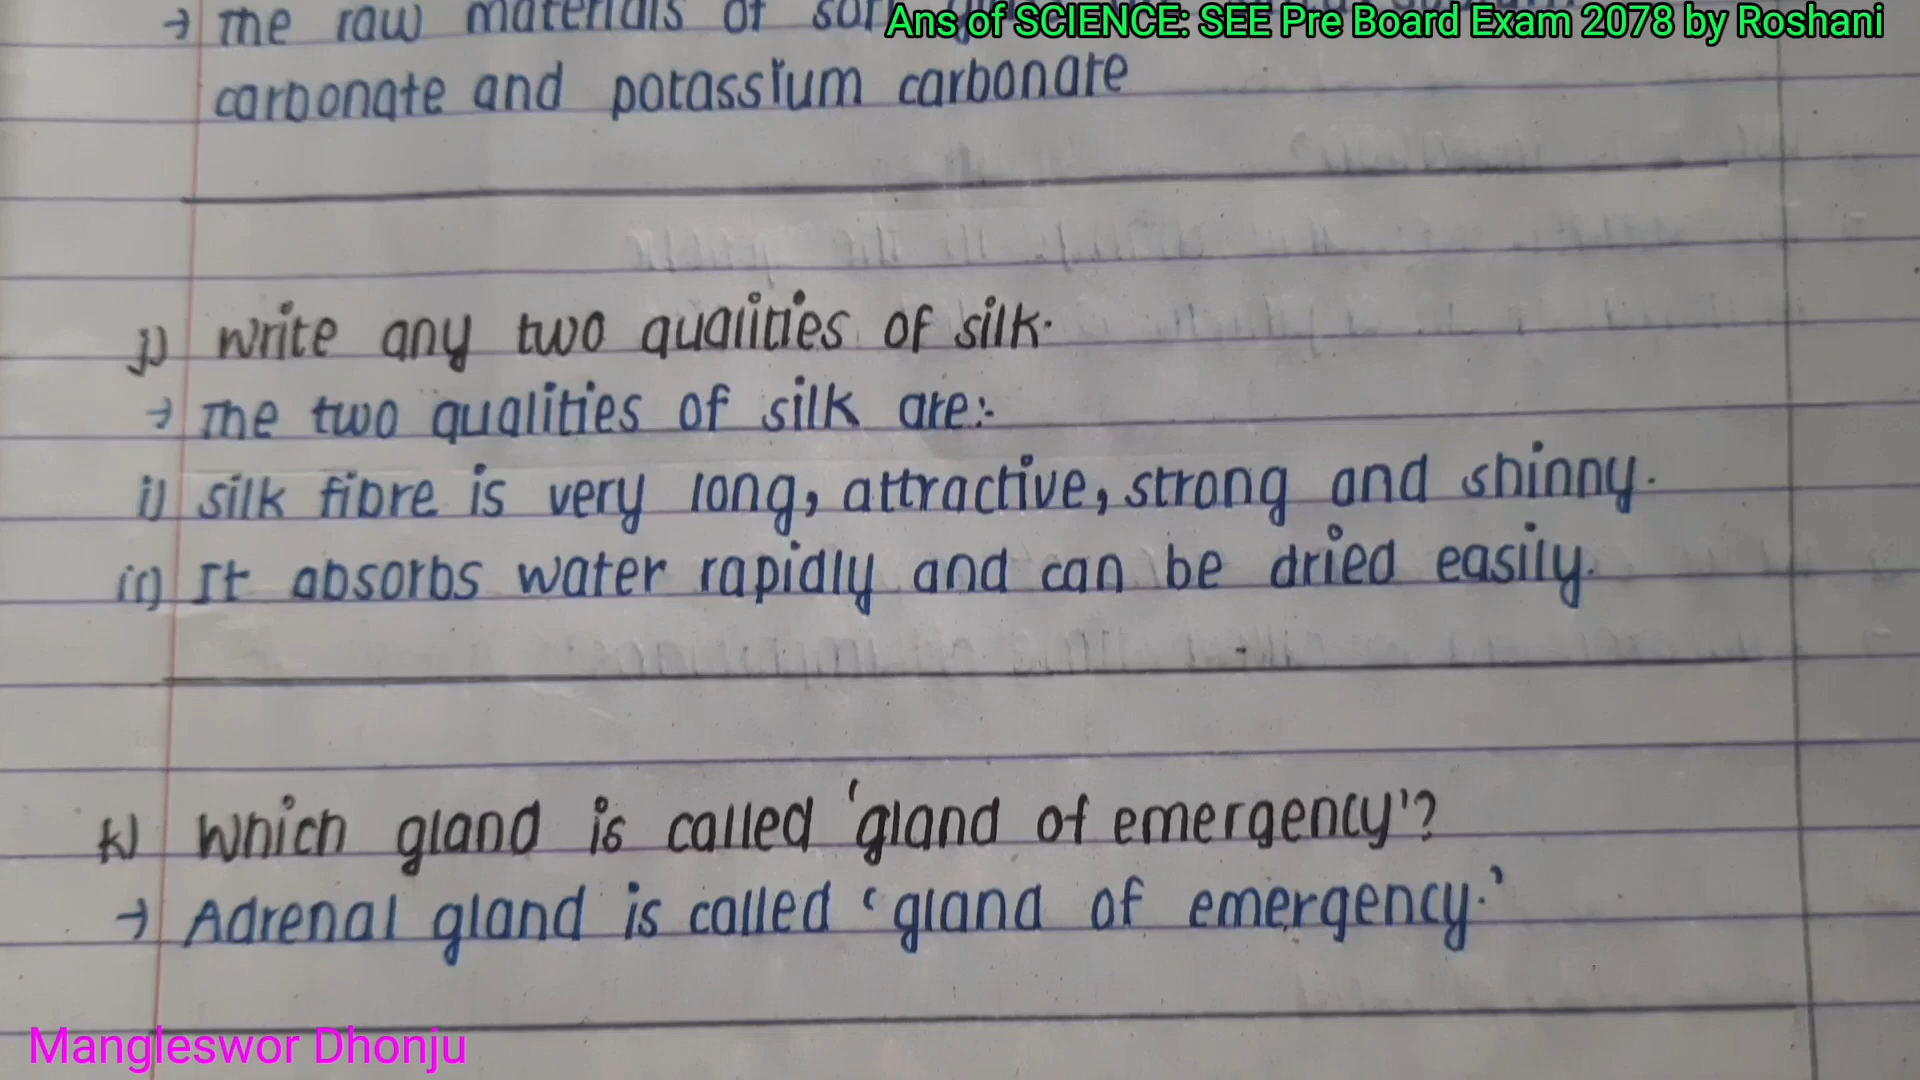 Ans of SCIENCE: SEE Pre Board Exam 2078 by Roshani
→ The raw materials of
carbonate and potassium carbonate
j) Write any two qualities of silk.
→ The two qualities of silk are:-
i) silk fibre is very long, attractive, strong and shinny.
ii) It absorbs water rapidly and can be dried easily.
k) Which gland is called 'gland of emergency'?
→ Adrenal gland is called 'gland of emergency.'
Mangleswor Dhonju